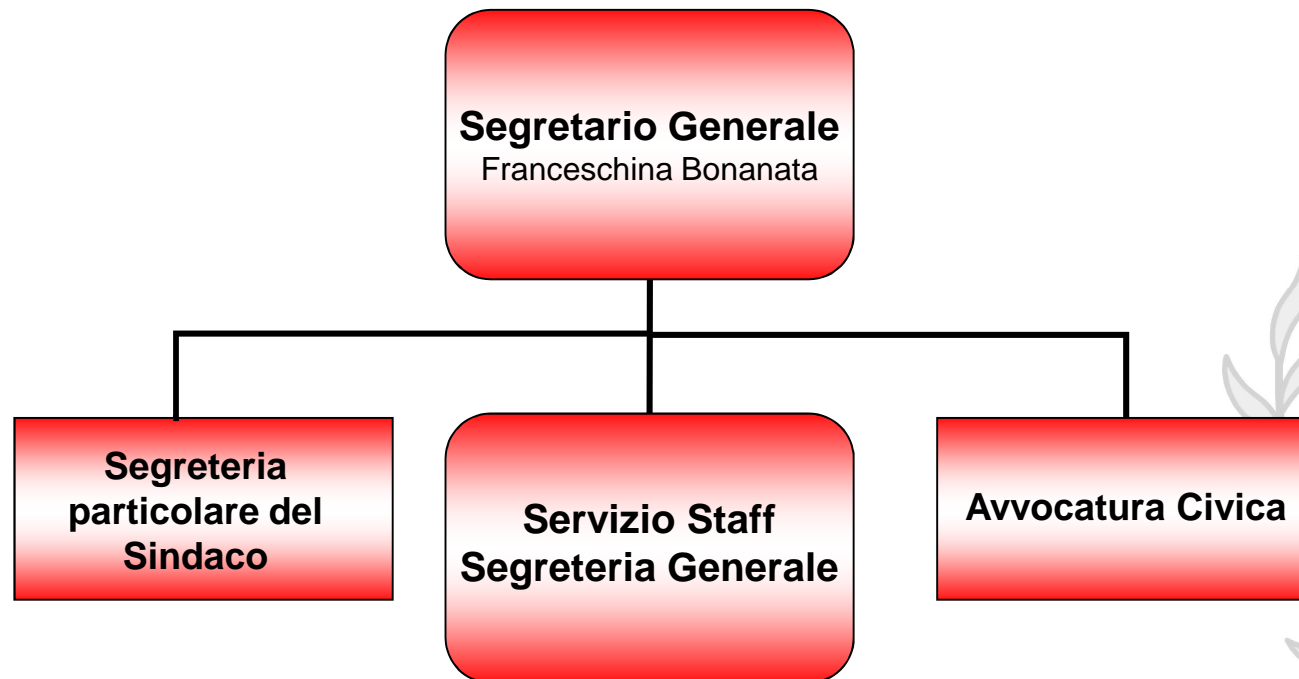 Segretario Generale
Franceschina Bonanata
Segreteria
particolare del
Sindaco
Servizio Staff
Segreteria Generale
Avvocatura Civica